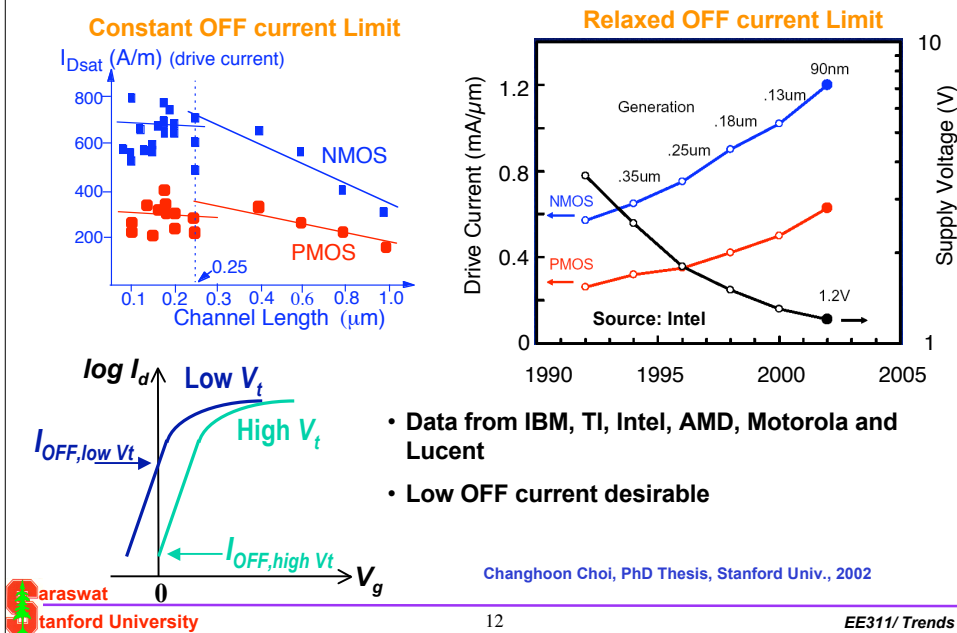 Constant OFF current Limit
I_Dsat (A/m) (drive current)
800
600
400
200
NMOS
PMOS
0.25
0.1 0.2 0.3 0.4 0.6 0.8 1.0
Channel Length (μm)
Relaxed OFF current Limit
Drive Current (mA/μm)
1.2
0.8
0.4
0
Generation
.35um
.25um
.18um
.13um
90nm
NMOS
PMOS
1.2V
Source: Intel
10
1
Supply Voltage (V)
1990 1995 2000 2005
log I_d
Low V_t
High V_t
I_OFF,low Vt
I_OFF,high Vt
V_g
0
• Data from IBM, TI, Intel, AMD, Motorola and
Lucent
• Low OFF current desirable
Changhoon Choi, PhD Thesis, Stanford Univ., 2002
araswat
tanford University
12
EE311/ Trends